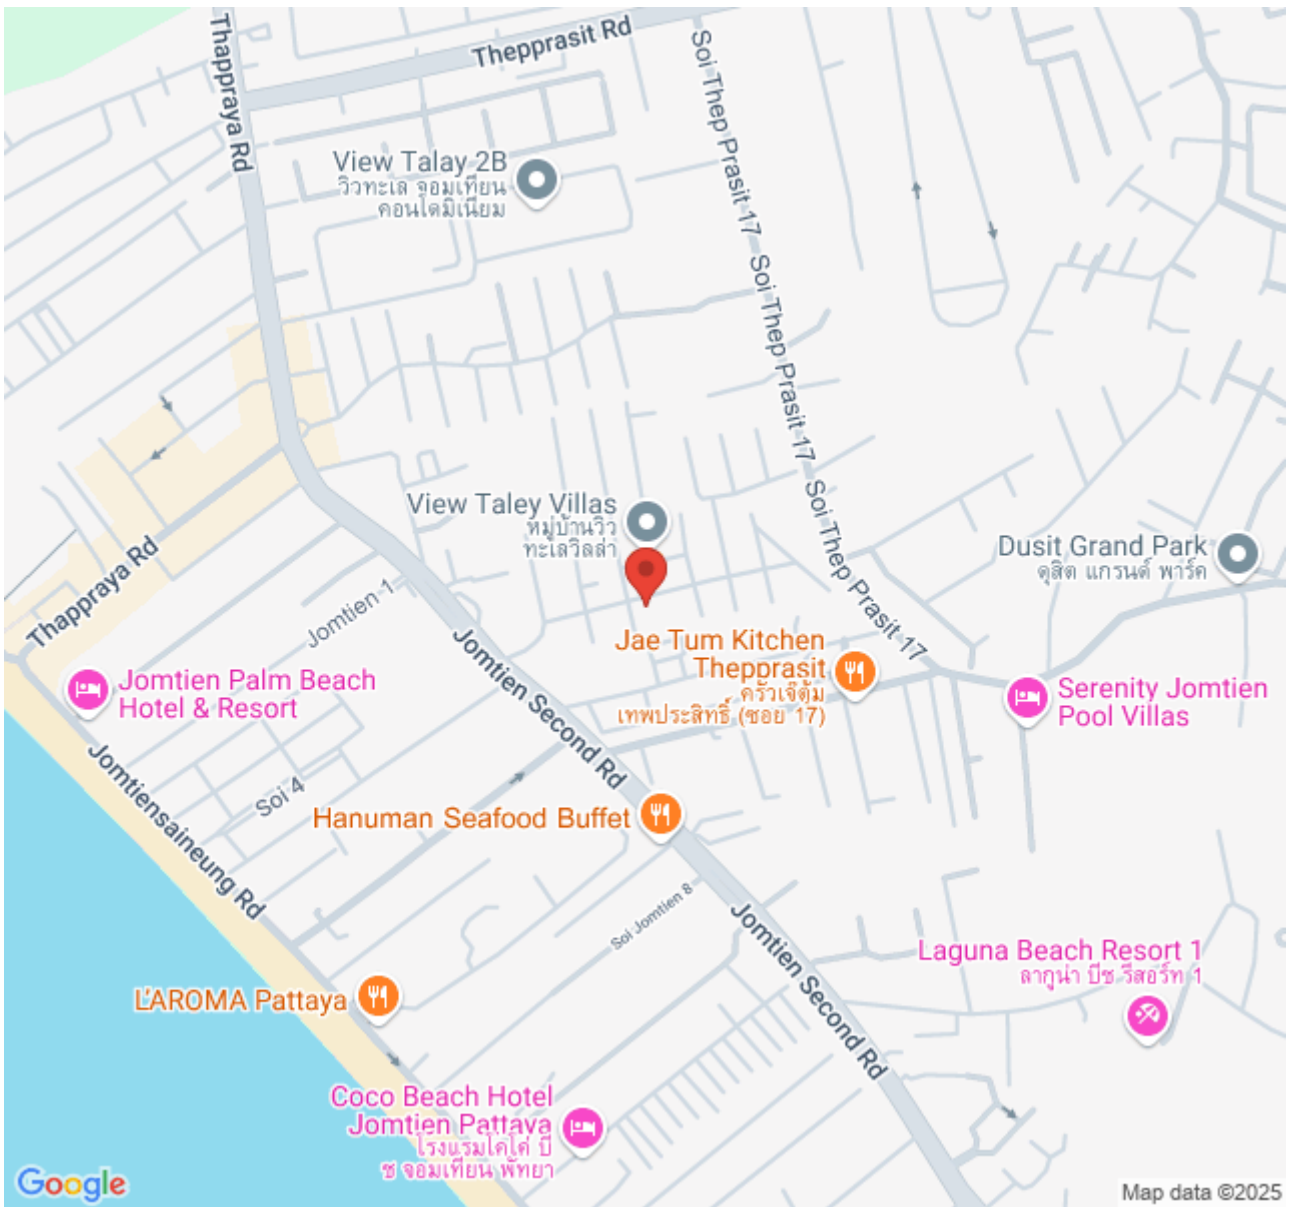 Thepprasit Rd
Thappraya Rd
Soi Thep Prasit 17
Soi Thep Prasit 17
Soi Thep Prasit 17
View Talay 2B
วิวทะเล จอมเทียน
คอนโดมิเนียม
View Taley Villas
หมู่บ้านวิว
ทะเลวิลล่า
Dusit Grand Park
ดุสิต แกรนด์ พาร์ค
Thappraya Rd
Jomtien 1
Jomtien Second Rd
Jae Tum Kitchen
Thepprasit
ครัวเจ๊ตุ้ม
เทพประสิทธิ์ (ซอย 17)
Jomtien Palm Beach
Hotel & Resort
Serenity Jomtien
Pool Villas
Jomtiensaineung Rd
Soi 4
Hanuman Seafood Buffet
Soi Jomtien 8
Jomtien Second Rd
Laguna Beach Resort 1
ลากูน่า บีช รีสอร์ท 1
L'AROMA Pattaya
Coco Beach Hotel
Jomtien Pattaya
โรงแรมโคโค่ บี
ช จอมเทียน พัทยา
Google
Map data ©2025